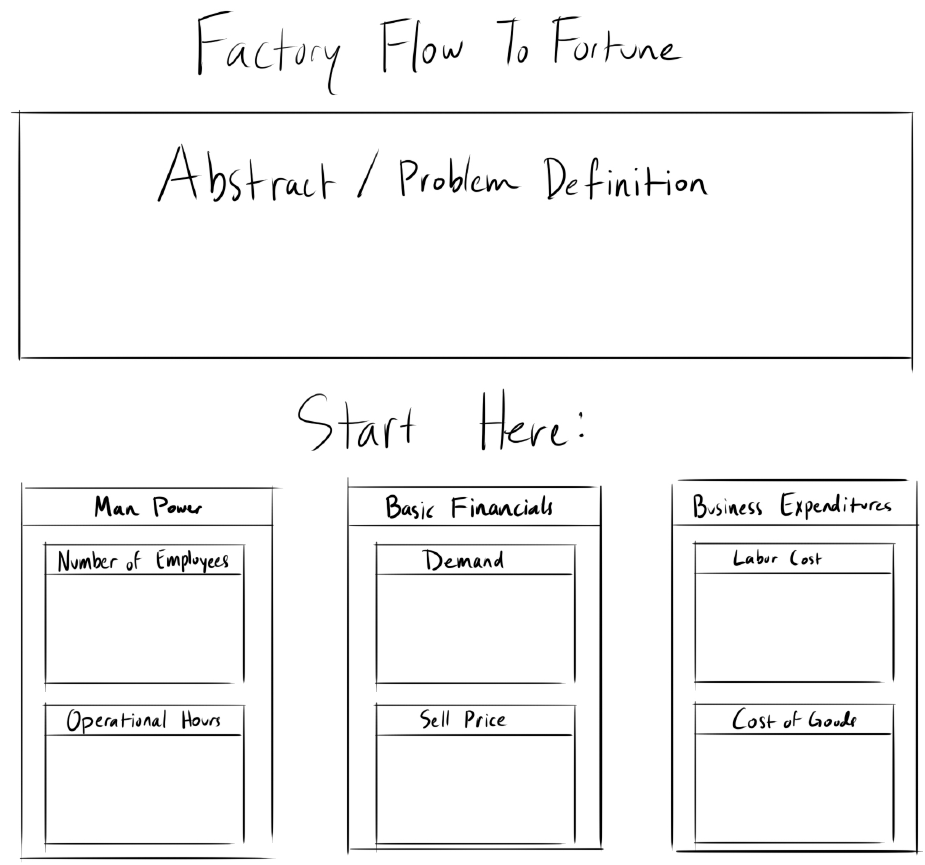 Factory Flow To Fortune
Abstract / Problem Definition
Start Here:
Man Power
Number of Employees
Operational Hours
Basic Financials
Demand
Sell Price
Business Expenditures
Labor Cost
Cost of Goods